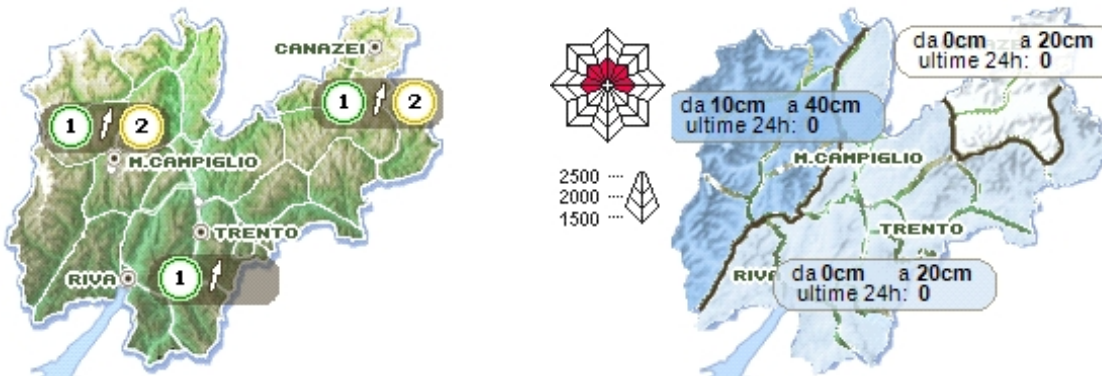 CANAZEI
1 2
1 2
M.CAMPIGLIO
TRENTO
RIVA
1
da 0cm a 20cm
ultime 24h: 0
da 10cm a 40cm
ultime 24h: 0
M.CAMPIGLIO
2500
2000
1500
TRENTO
RIVA
da 0cm a 20cm
ultime 24h: 0